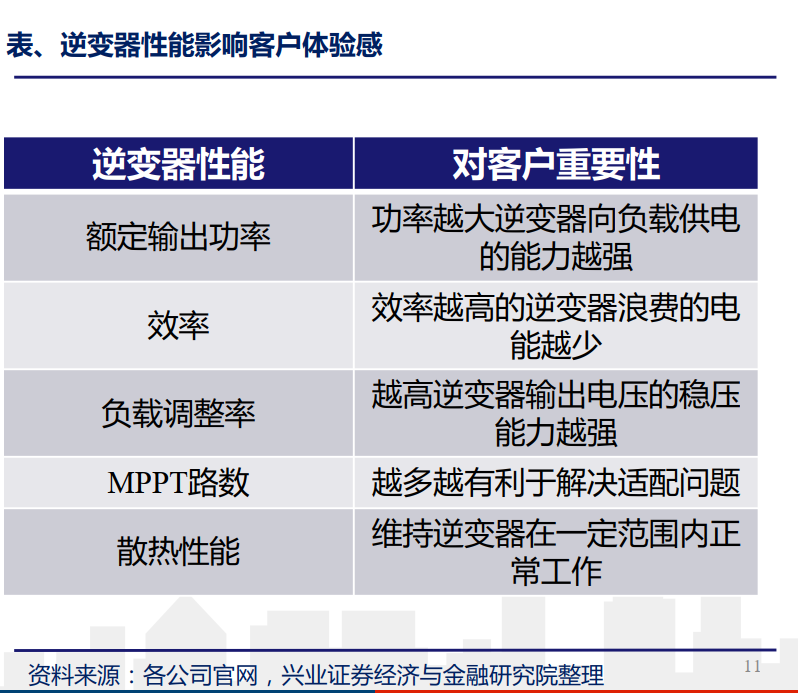 表、逆变器性能影响客户体验感
逆变器性能
对客户重要性
额定输出功率
功率越大逆变器向负载供电
的能力越强
效率
效率越高的逆变器浪费的电
能越少
负载调整率
越高逆变器输出电压的稳压
能力越强
MPPT路数
越多越有利于解决适配问题
散热性能
维持逆变器在一定范围内正
常工作
资料来源：各公司官网，兴业证券经济与金融研究院整理
11